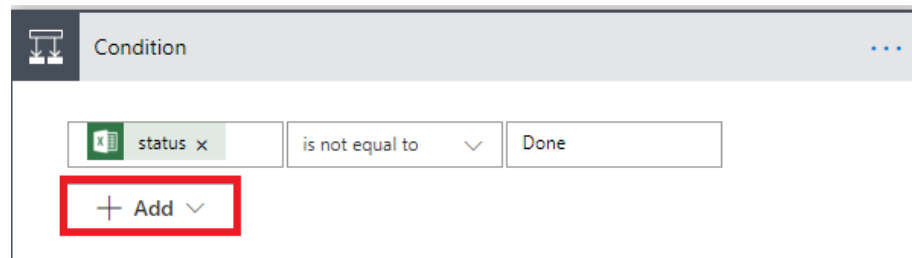 Condition
status x is not equal to Done
+ Add